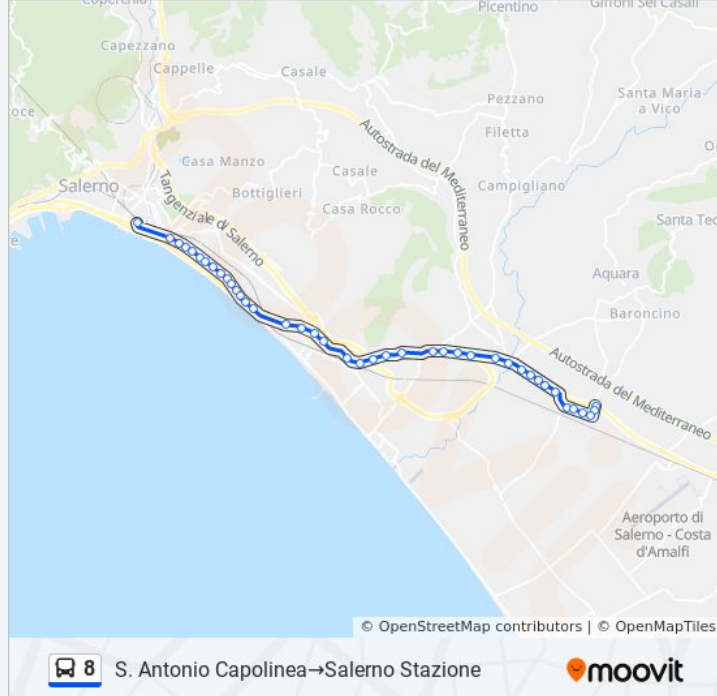 Coperchia
Picentino
Giffoni Sei Casali
Capezzano
Cappelle
Casale
Pezzano
Santa Maria
a Vico
Filetta
Autostrada del Mediterraneo
Casa Manzo
Casale
Campigliano
Salerno
Bottiglieri
Tangenziale di Salerno
Casa Rocco
Santa Tec
Aquara
Baroncino
Autostrada del Mediterraneo
Aeroporto di
Salerno - Costa
d'Amalfi
© OpenStreetMap contributors | © OpenMapTiles
8 S. Antonio Capolinea→Salerno Stazione
moovit